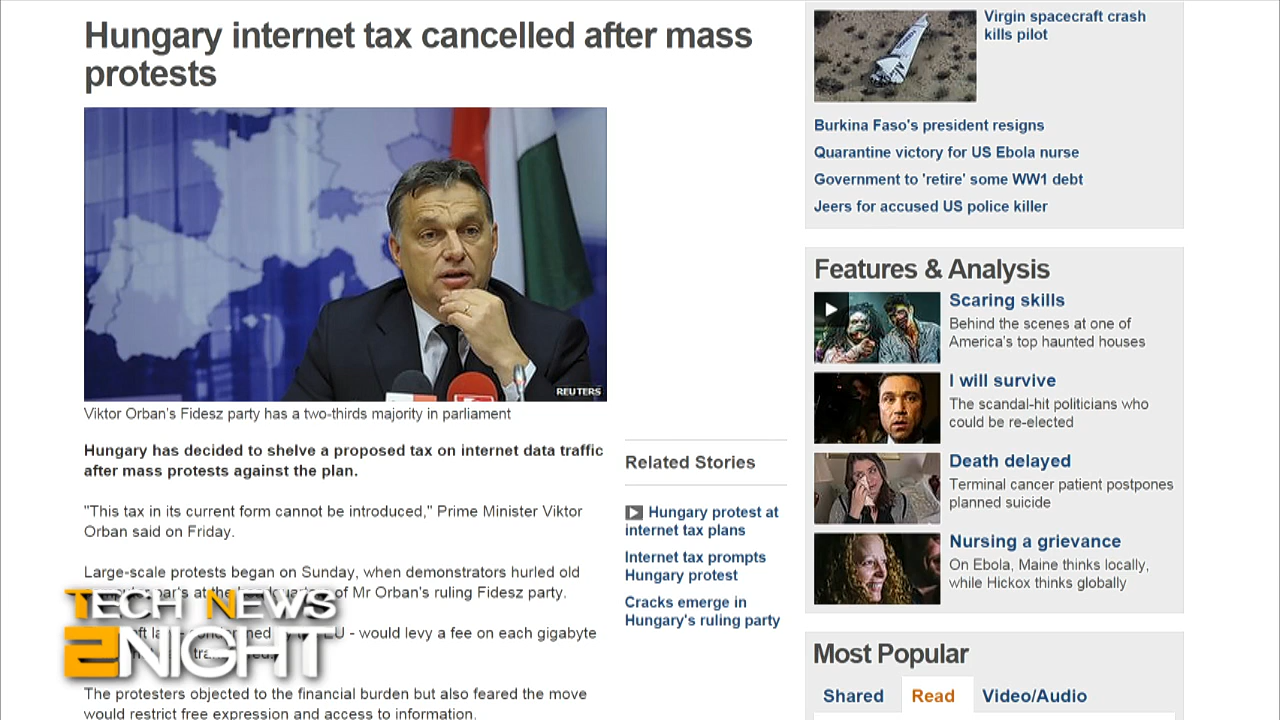 Hungary internet tax cancelled after mass
protests
REUTERS
Viktor Orban's Fidesz party has a two-thirds majority in parliament
Hungary has decided to shelve a proposed tax on internet data traffic
after mass protests against the plan.
"This tax in its current form cannot be introduced," Prime Minister Viktor
Orban said on Friday.
Large-scale protests began on Sunday, when demonstrators hurled old
at the of Mr Orban's ruling Fidesz party.
EU - would levy a fee on each gigabyte
The protesters objected to the financial burden but also feared the move
would restrict free expression and access to information.
TECH NEWS
2NIGHT
Related Stories
Hungary protest at
internet tax plans
Internet tax prompts
Hungary protest
Cracks emerge in
Hungary's ruling party
Virgin spacecraft crash
kills pilot
Burkina Faso's president resigns
Quarantine victory for US Ebola nurse
Government to 'retire' some WW1 debt
Jeers for accused US police killer
Features & Analysis
Scaring skills
Behind the scenes at one of
America's top haunted houses
I will survive
The scandal-hit politicians who
could be re-elected
Death delayed
Terminal cancer patient postpones
planned suicide
Nursing a grievance
On Ebola, Maine thinks locally,
while Hickox thinks globally
Most Popular
Shared Read Video/Audio